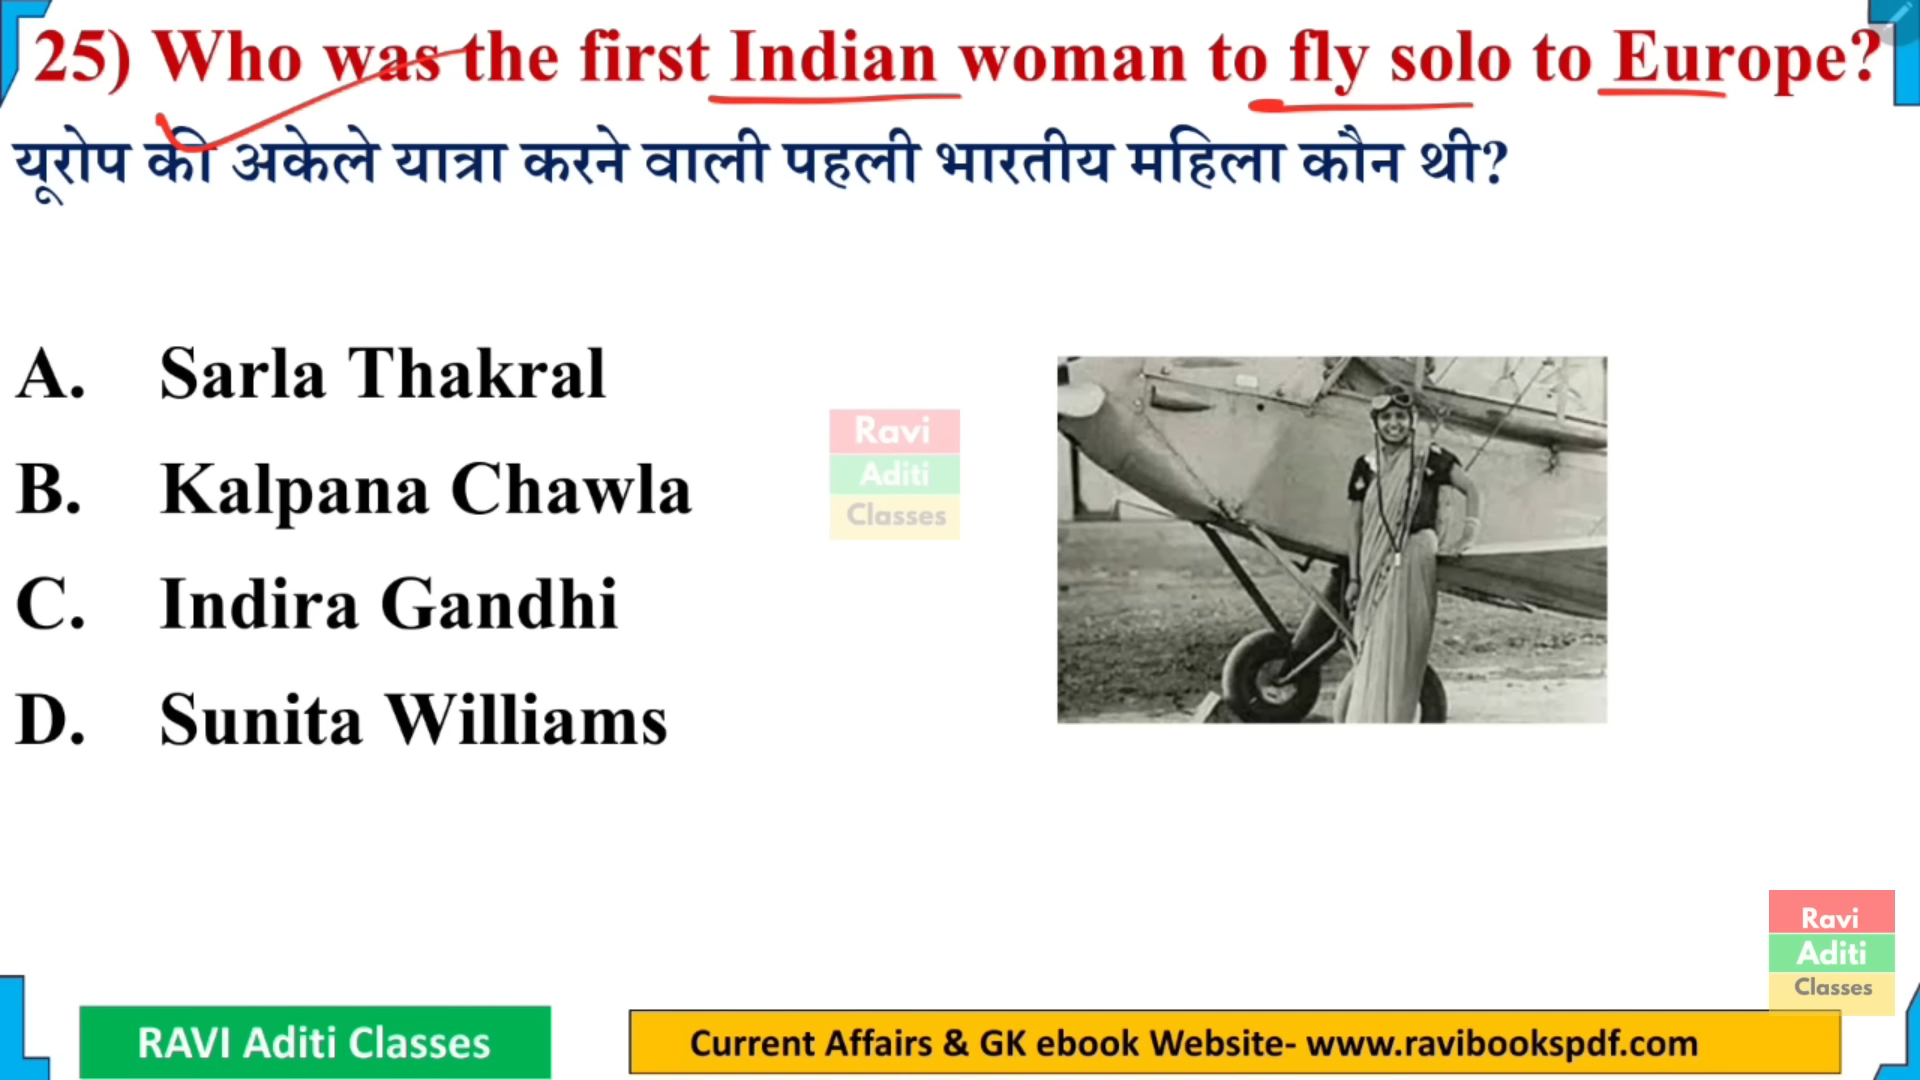 25) Who was the first Indian woman to fly solo to Europe?
यूरोप की अकेले यात्रा करने वाली पहली भारतीय महिला कौन थी?
A. Sarla Thakral
B. Kalpana Chawla
C. Indira Gandhi
D. Sunita Williams
Ravi
Aditi
Classes
Ravi
Aditi
Classes
RAVI Aditi Classes
Current Affairs & GK ebook Website- www.ravibookspdf.com